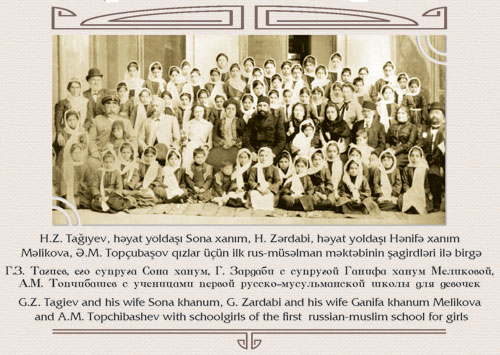 H.Z. Tağıyev, həyat yoldaşı Sona xanım, H. Zərdabi, həyat yoldaşı Hənifə xanım
Məlikova, Ə.M. Topçubaşov qızlar üçün ilk rus-müsəlman məktəbinin şagirdləri ilə birgə
Г.З. Тагиев, его супруга Сона ханум, Г. Зардаби с супругой Ганифа ханум Меликовой,
А.М. Топчибашев с ученицами первой русско-мусульманской школы для девочек
G.Z. Tagiev and his wife Sona khanum, G. Zardabi and his wife Ganifa khanum Melikova
and A.M. Topchibashev with schoolgirls of the first russian-muslim school for girls